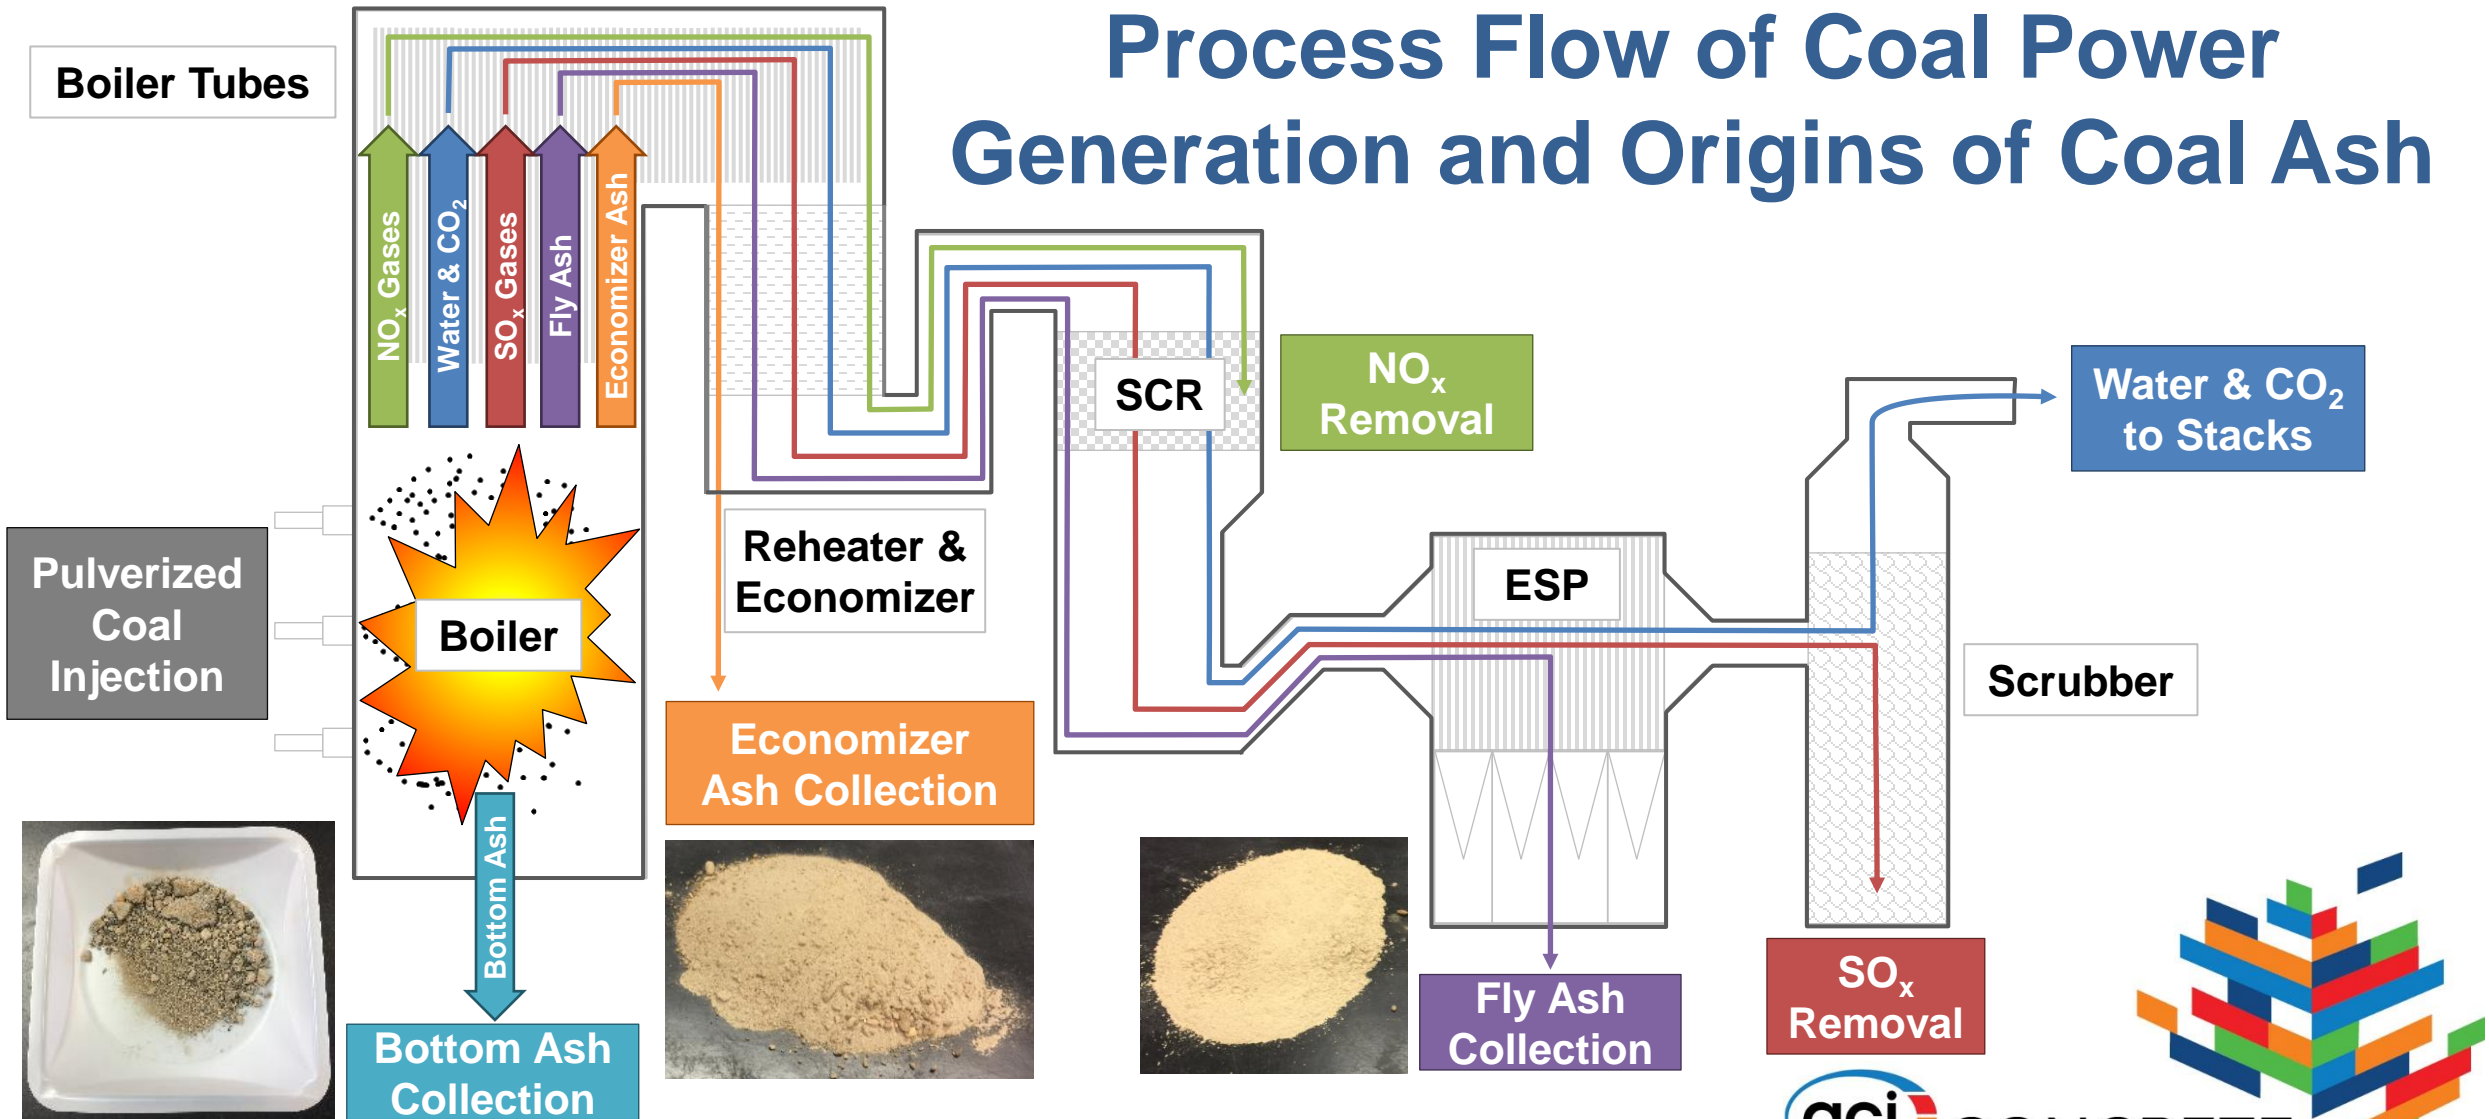 Process Flow of Coal Power
Generation and Origins of Coal Ash
Boiler Tubes
NOx Gases
Water & CO2
SOx Gases
Fly Ash
Economizer Ash
SCR
NOx
Removal
Water & CO2
to Stacks
Pulverized
Coal
Injection
Boiler
Reheater &
Economizer
ESP
Scrubber
Economizer
Ash Collection
Bottom Ash
Bottom Ash
Collection
Fly Ash
Collection
SOx
Removal
aci
CONCRETE